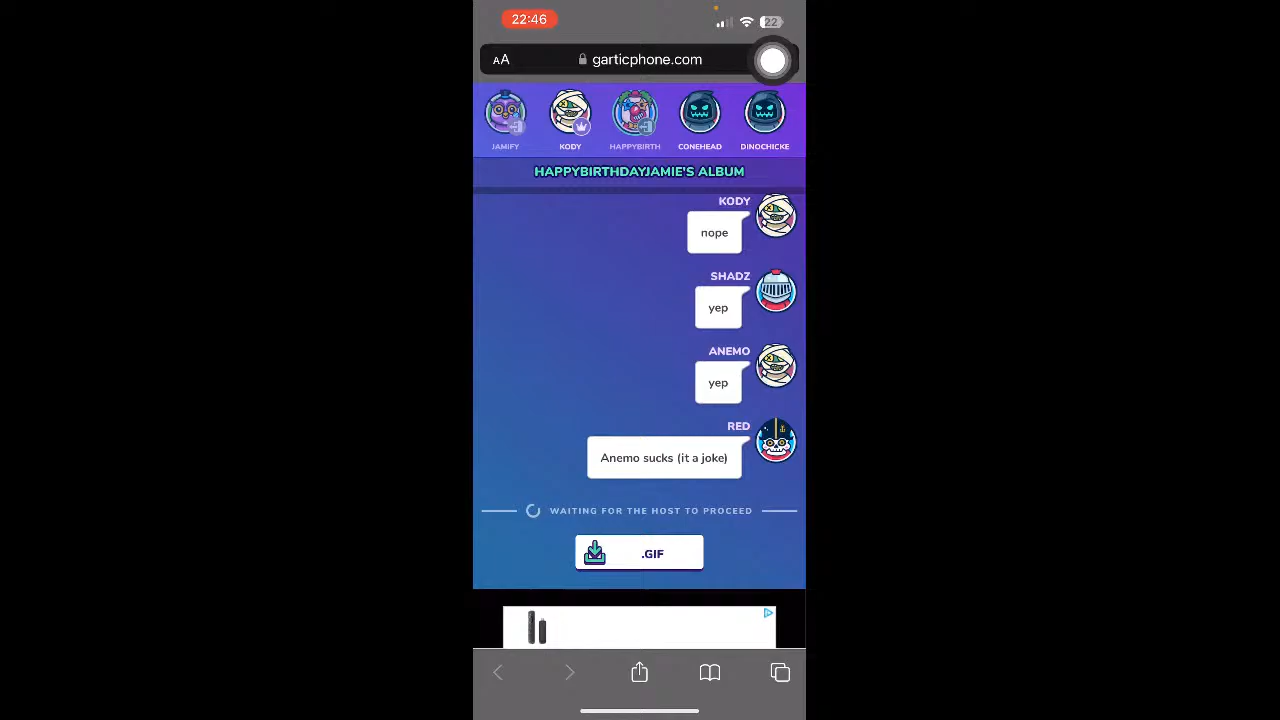 22:46
22
AA garticphone.com
JAMIFY KODY HAPPYBIRTH CONEHEAD DINOCHICKE
HAPPYBIRTHDAYJAMIE'S ALBUM
KODY
nope
SHADZ
yep
ANEMO
yep
RED
Anemo sucks (it a joke)
WAITING FOR THE HOST TO PROCEED
.GIF